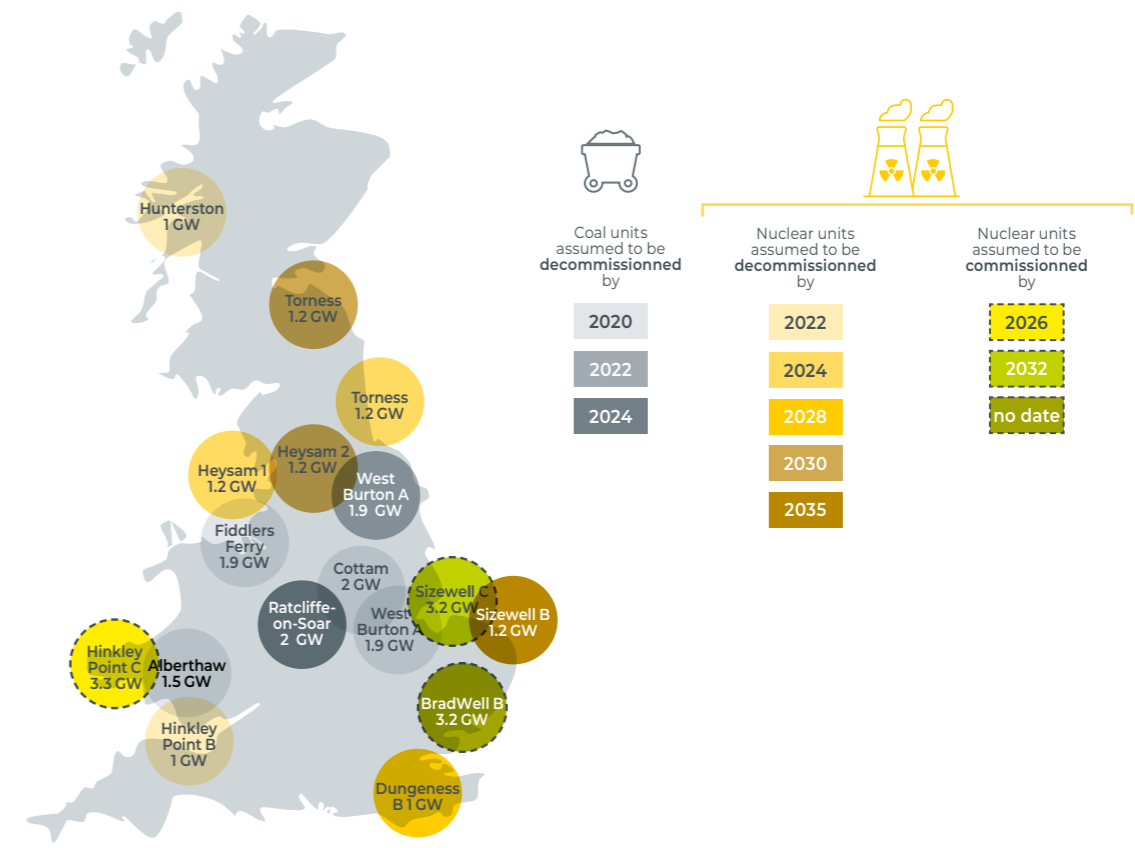 Hunterston
1 GW
Torness
1.2 GW
Torness
1.2 GW
Heysam 1
1.2 GW
Heysam 2
1.2 GW
West
Burton A
1.9 GW
Fiddlers
Ferry
1.9 GW
Cottam
2 GW
Ratcliffe-
on-Soar
2 GW
West
Burton A
1.9 GW
Sizewell C
3.2 GW
Sizewell B
1.2 GW
Hinkley
Point C
3.3 GW
Alberthaw
1.5 GW
BradWell B
3.2 GW
Hinkley
Point B
1 GW
Dungeness
B 1 GW
Coal units
assumed to be
decommissionned
by
2020
2022
2024
Nuclear units
assumed to be
decommissionned
by
2022
2024
2028
2030
2035
Nuclear units
assumed to be
commissionned
by
2026
2032
no date